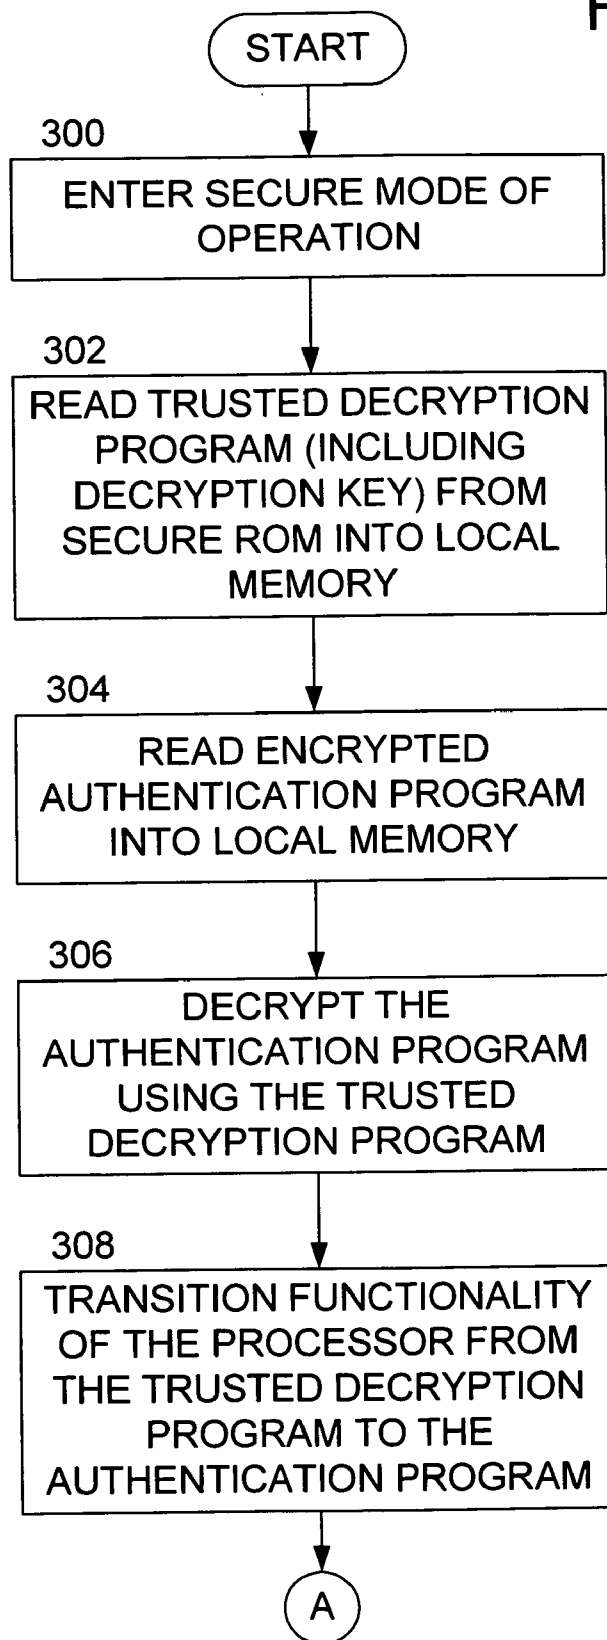 START
300
ENTER SECURE MODE OF
OPERATION
302
READ TRUSTED DECRYPTION
PROGRAM (INCLUDING
DECRYPTION KEY) FROM
SECURE ROM INTO LOCAL
MEMORY
304
READ ENCRYPTED
AUTHENTICATION PROGRAM
INTO LOCAL MEMORY
306
DECRYPT THE
AUTHENTICATION PROGRAM
USING THE TRUSTED
DECRYPTION PROGRAM
308
TRANSITION FUNCTIONALITY
OF THE PROCESSOR FROM
THE TRUSTED DECRYPTION
PROGRAM TO THE
AUTHENTICATION PROGRAM
A